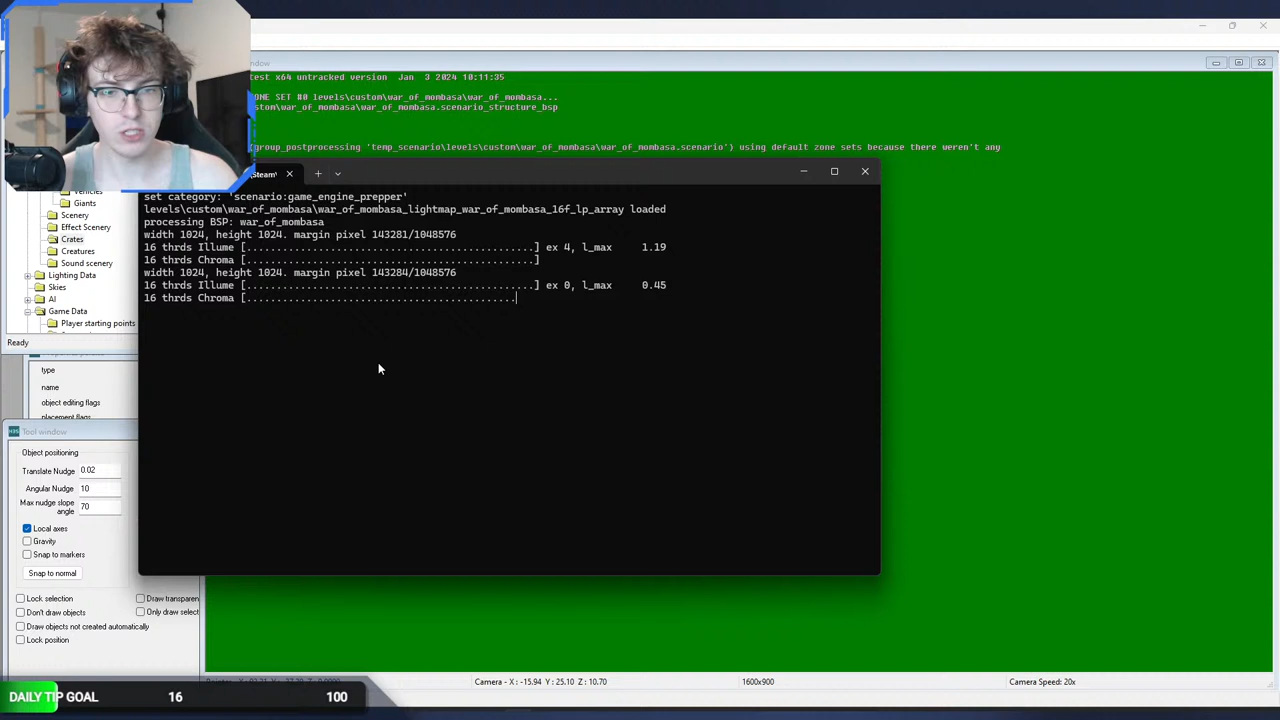 ndow
test x64 untracked version Jan 3 2024 10:11:35
ONE SET #0 levels\custom\war_of_mombasa\war_of_mombasa...
stom\war_of_mombasa\war_of_mombasa.scenario_structure_bsp
group_postprocessing 'temp_scenario\levels\custom\war_of_mombasa\war_of_mombasa.scenario') using default zone sets because there weren't any
Steam\
set category: 'scenario:game_engine_prepper'
levels\custom\war_of_mombasa\war_of_mombasa_lightmap_war_of_mombasa_16f_lp_array loaded
processing BSP: war_of_mombasa
width 1024, height 1024. margin pixel 143281/1048576
16 thrds Illume [................................................] ex 4, l_max 1.19
16 thrds Chroma [................................................]
width 1024, height 1024. margin pixel 143284/1048576
16 thrds Illume [................................................] ex 0, l_max 0.45
16 thrds Chroma [.............................................
Vehicles
Giants
Scenery
Effect Scenery
Crates
Creatures
Sound scenery
Lighting Data
Skies
AI
Game Data
Player starting points
Ready
type
name
object editing flags
placement flags
H3S Tool window
Object positioning
Translate Nudge 0.02
Angular Nudge 10
Max nudge slope angle 70
Local axes
Gravity
Snap to markers
Snap to normal
Lock selection
Draw transparen
Don't draw objects
Only draw select
Draw objects not created automatically
Lock position
Camera - X : -15.94 Y : 25.10 Z : 10.70
1600x900
Camera Speed: 20x
DAILY TIP GOAL 16 100